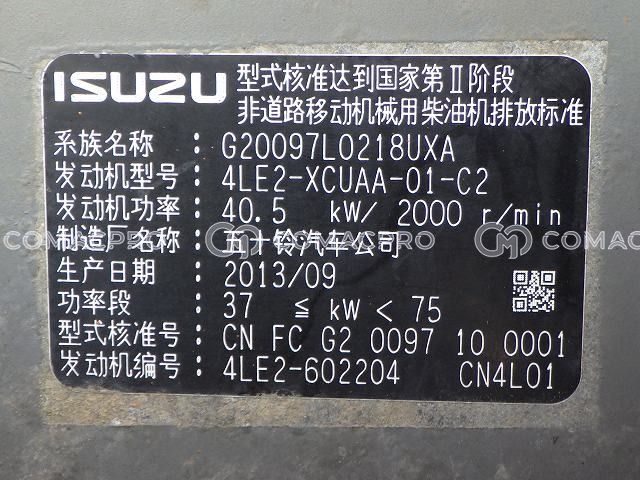 ISUZU 型式核准达到国家第Ⅱ阶段
非道路移动机械用柴油机排放标准
系族名称 : G20097L0218UXA
发动机型号: 4LE2-XCUAA-01-C2
发动机功率: 40.5 kW/ 2000 r/min
制造厂名称: 五十铃汽车公司
COMACPRO COMACPRO COMACPRO
生产日期 : 2013/09
功率段 : 37 ≦ kW < 75
型式核准号: CN FC G2 0097 10 0001
发动机编号: 4LE2-602204 CN4L01